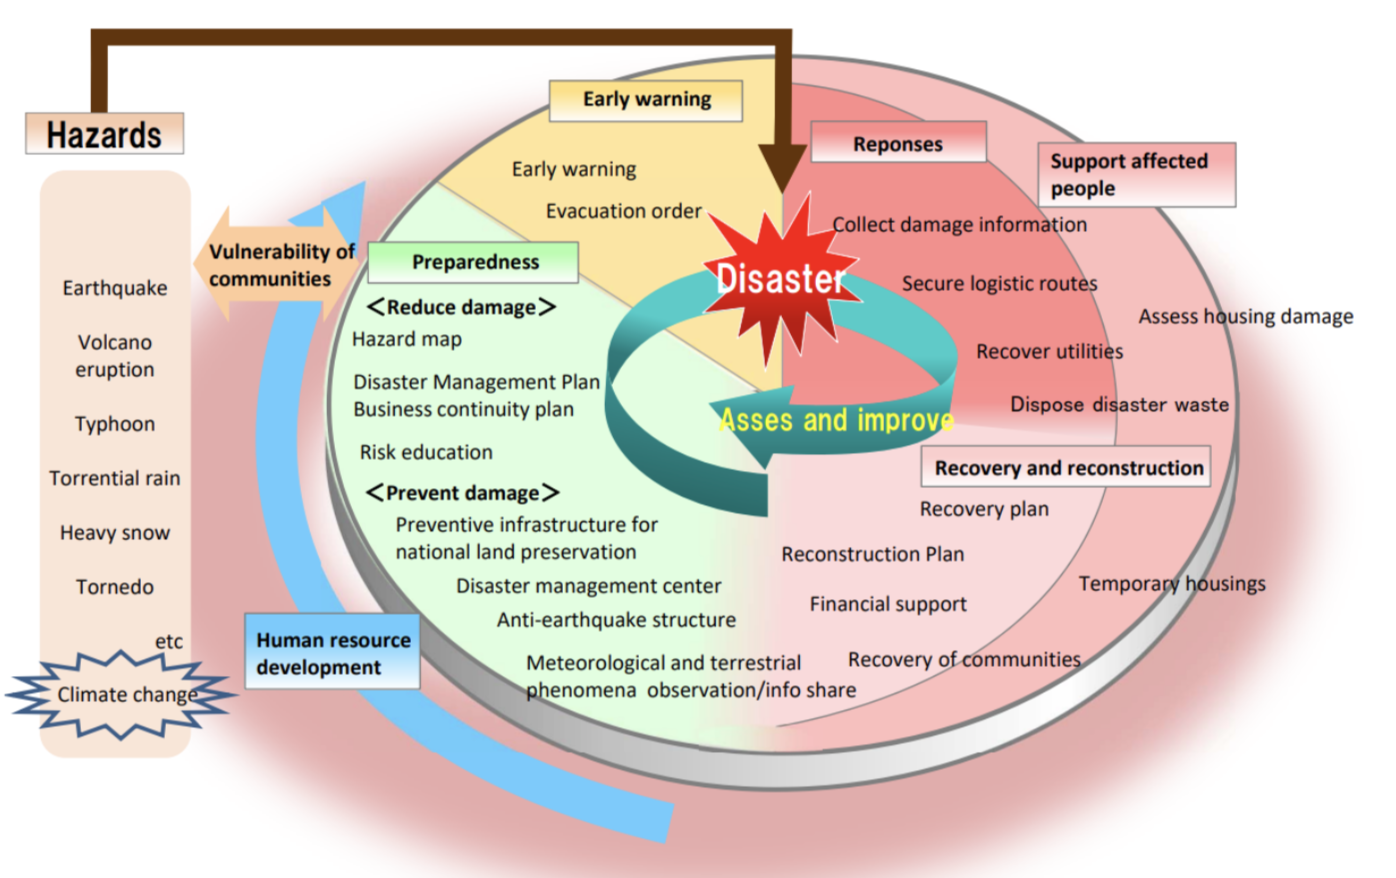 Hazards
Earthquake
Volcano
eruption
Typhoon
Torrential rain
Heavy snow
Tornedo
etc
Climate change
Vulnerability of
communities
Human resource
development
Early warning
Early warning
Evacuation order
Disaster
Asses and improve
Preparedness
<Reduce damage>
Hazard map
Disaster Management Plan
Business continuity plan
Risk education
<Prevent damage>
Preventive infrastructure for
national land preservation
Disaster management center
Anti-earthquake structure
Meteorological and terrestrial
phenomena observation/info share
Reponses
Collect damage information
Secure logistic routes
Recover utilities
Dispose disaster waste
Support affected
people
Assess housing damage
Temporary housings
Recovery and reconstruction
Recovery plan
Reconstruction Plan
Financial support
Recovery of communities